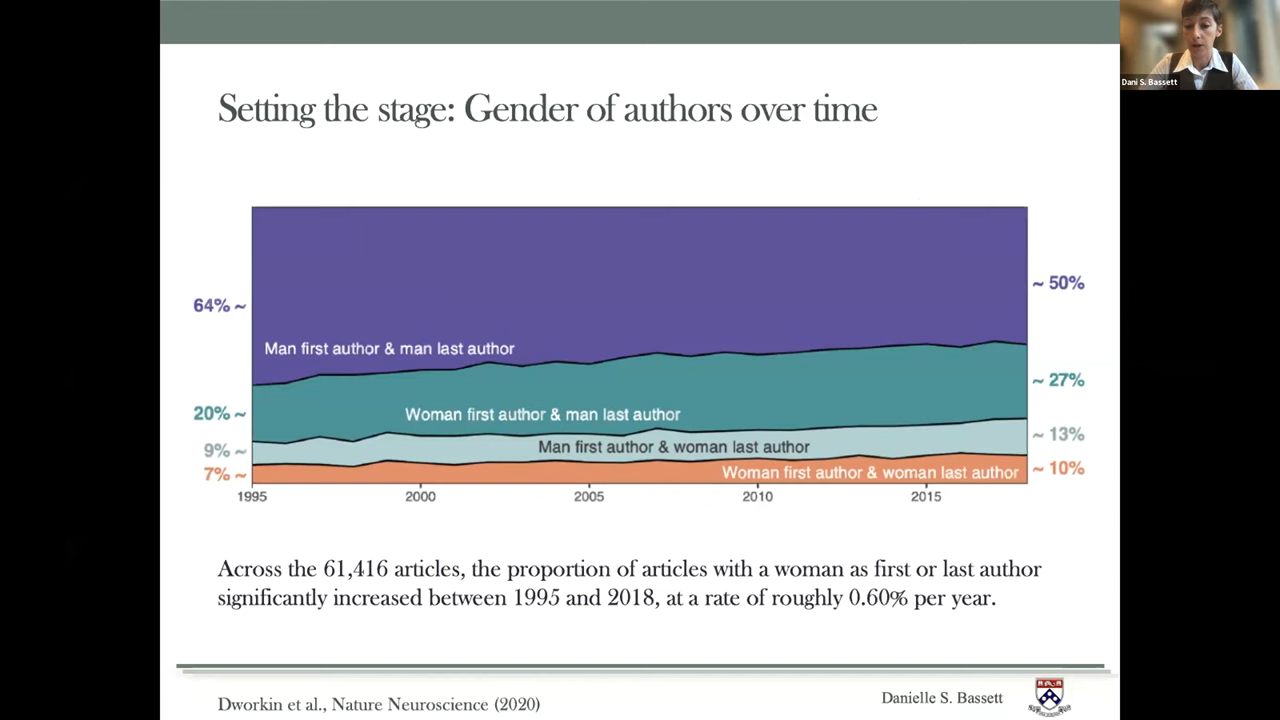 Dani S. Bassett
Setting the stage: Gender of authors over time
64% ~
~ 50%
Man first author & man last author
~ 27%
20% ~
Woman first author & man last author
~ 13%
9% ~
Man first author & woman last author
7% ~
Woman first author & woman last author
~ 10%
1995
2000
2005
2010
2015
Across the 61,416 articles, the proportion of articles with a woman as first or last author
significantly increased between 1995 and 2018, at a rate of roughly 0.60% per year.
Dworkin et al., Nature Neuroscience (2020)
Danielle S. Bassett